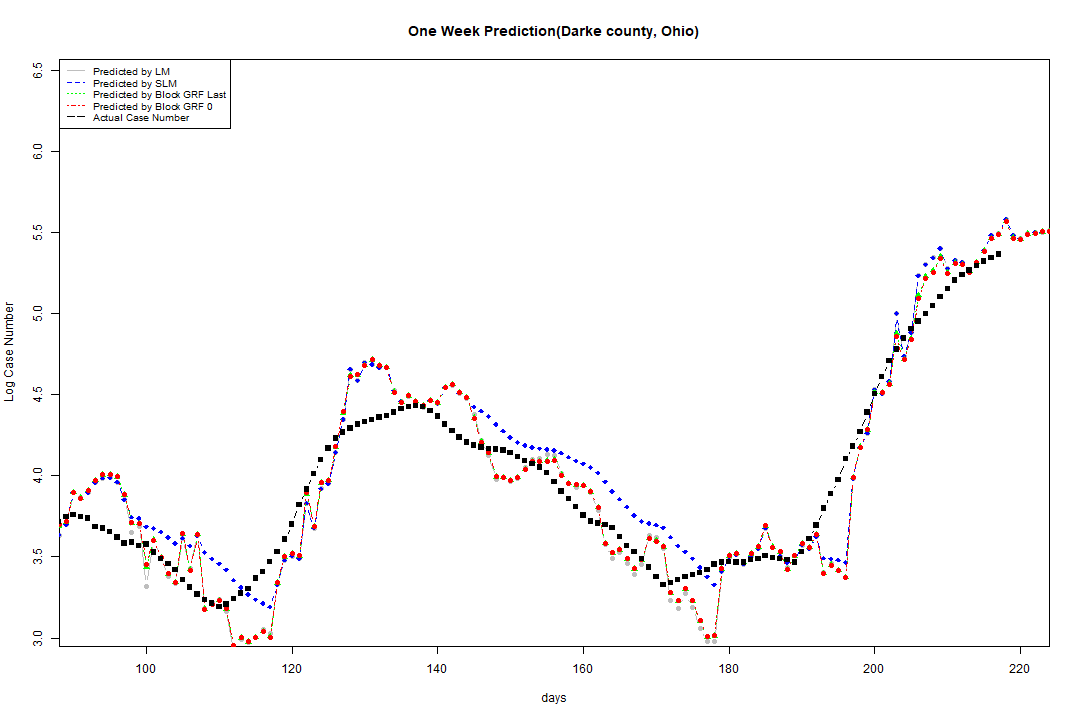 One Week Prediction(Darke county, Ohio)
Predicted by LM
Predicted by SLM
Predicted by Block GRF Last
Predicted by Block GRF 0
Actual Case Number
Log Case Number
6.5
6.0
5.5
5.0
4.5
4.0
3.5
3.0
100 120 140 160 180 200 220
days